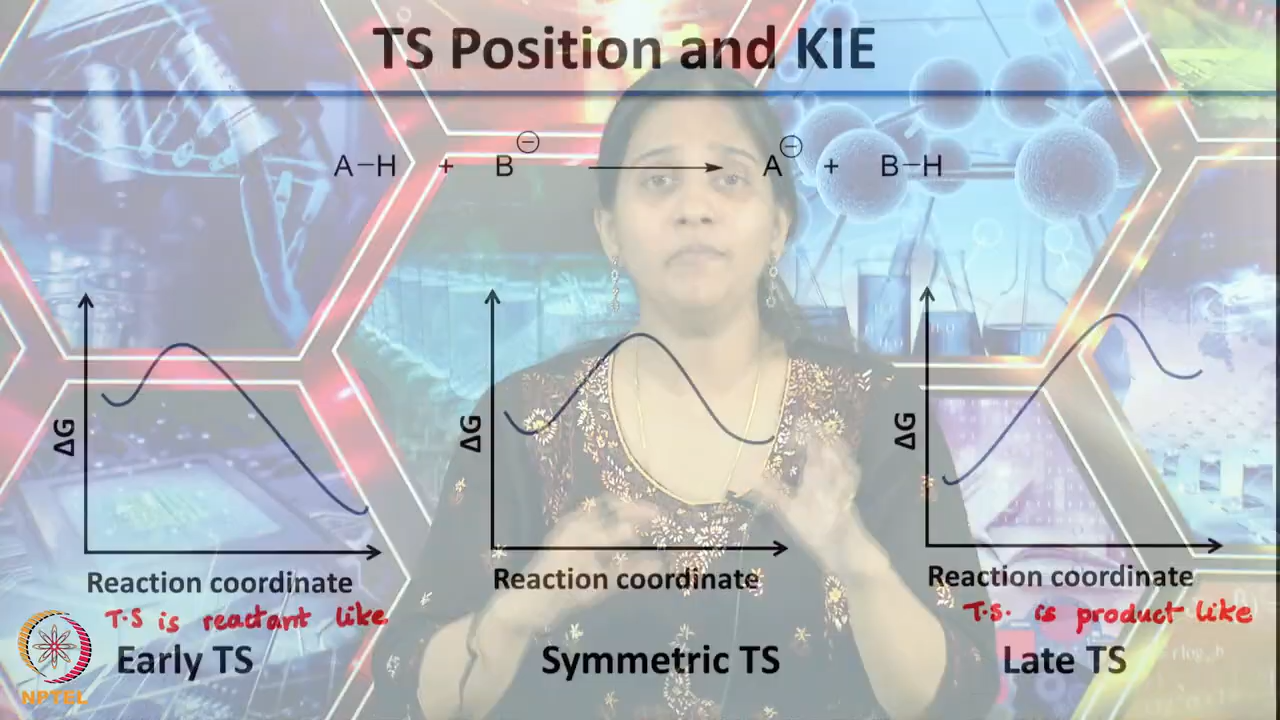 TS Position and KIE
A–H + B⊖ → A⊖ + B–H
ΔG
Reaction coordinate
T.S is reactant like
Early TS
ΔG
Reaction coordinate
Symmetric TS
ΔG
Reaction coordinate
T.S. is product like
Late TS
NPTEL